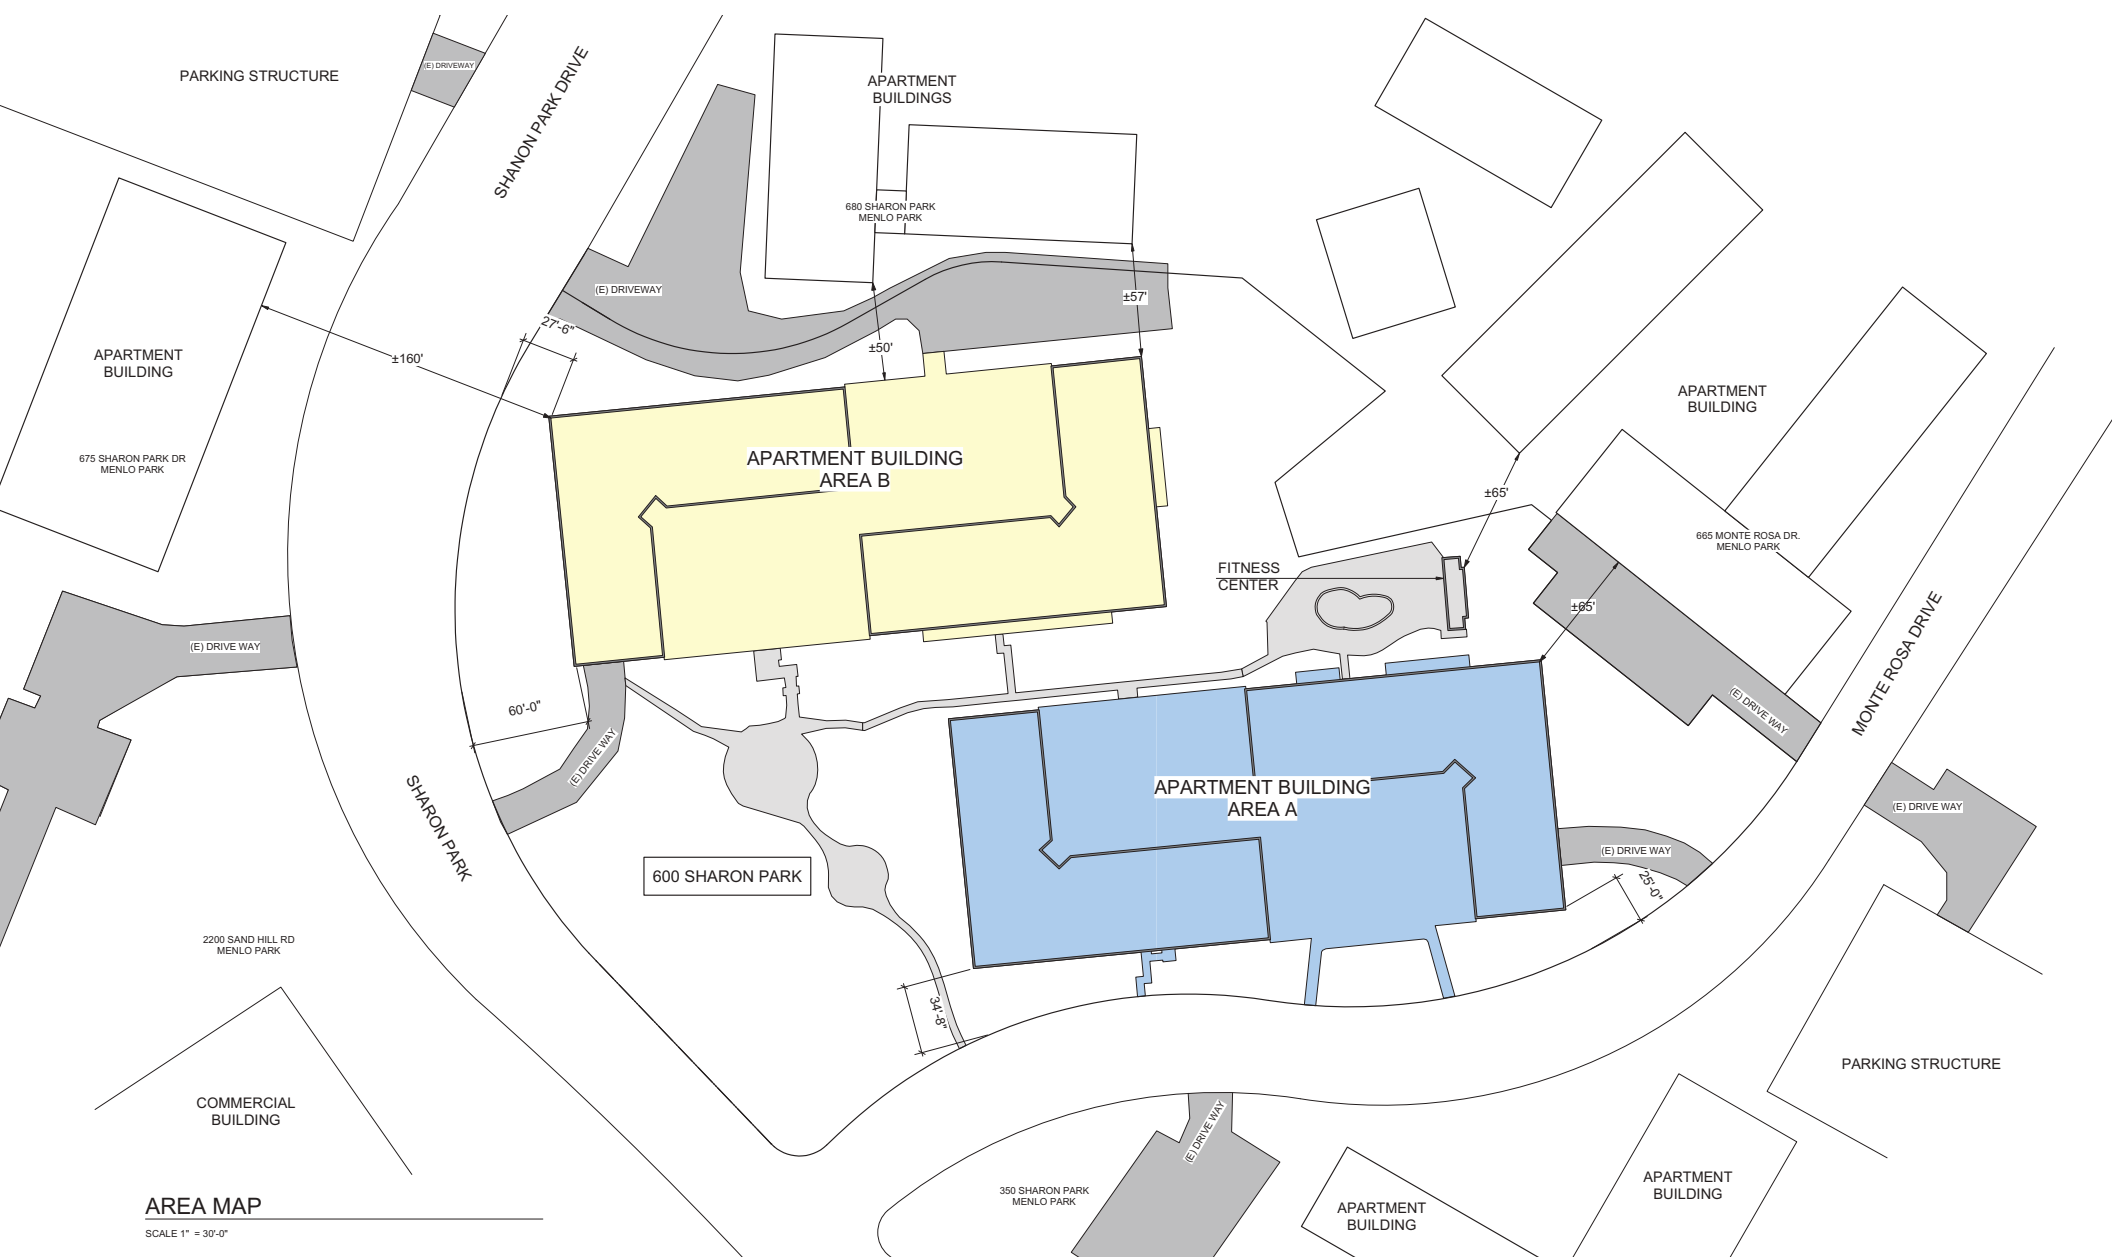 PARKING STRUCTURE
(E) DRIVEWAY
SHANON PARK DRIVE
APARTMENT
BUILDINGS
680 SHARON PARK
MENLO PARK
(E) DRIVEWAY
±57'
27'-6"
±50'
±160'
APARTMENT
BUILDING
675 SHARON PARK DR
MENLO PARK
APARTMENT
BUILDING
APARTMENT BUILDING
AREA B
±65'
665 MONTE ROSA DR.
MENLO PARK
FITNESS
CENTER
±65'
MONTE ROSA DRIVE
(E) DRIVE WAY
60'-0"
(E) DRIVE WAY
(E) DRIVE WAY
SHARON PARK
APARTMENT BUILDING
AREA A
(E) DRIVE WAY
(E) DRIVE WAY
25'-0"
600 SHARON PARK
2200 SAND HILL RD
MENLO PARK
34'-8"
PARKING STRUCTURE
COMMERCIAL
BUILDING
(E) DRIVE WAY
350 SHARON PARK
MENLO PARK
APARTMENT
BUILDING
APARTMENT
BUILDING
AREA MAP
SCALE 1" = 30'-0"